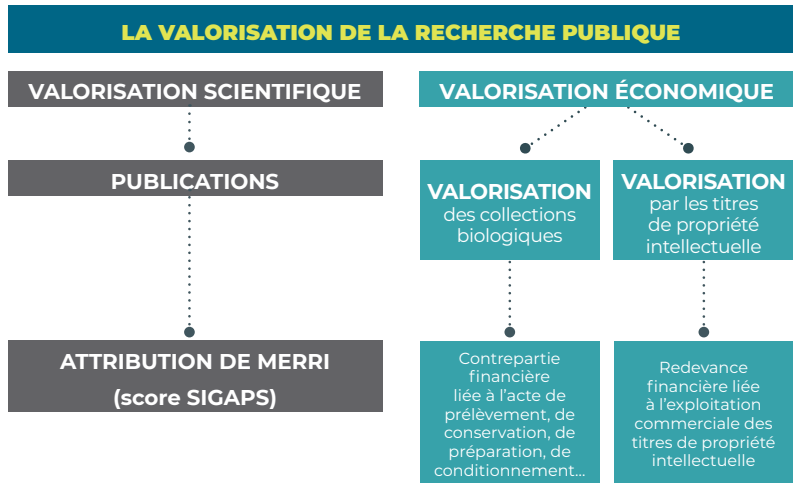 LA VALORISATION DE LA RECHERCHE PUBLIQUE
VALORISATION SCIENTIFIQUE
PUBLICATIONS
ATTRIBUTION DE MERRI
(score SIGAPS)
VALORISATION ÉCONOMIQUE
VALORISATION
des collections
biologiques
Contrepartie
financière
liée à l’acte de
prélèvement, de
conservation, de
préparation, de
conditionnement...
VALORISATION
par les titres
de propriété
intellectuelle
Redevance
financière liée
à l’exploitation
commerciale des
titres de propriété
intellectuelle